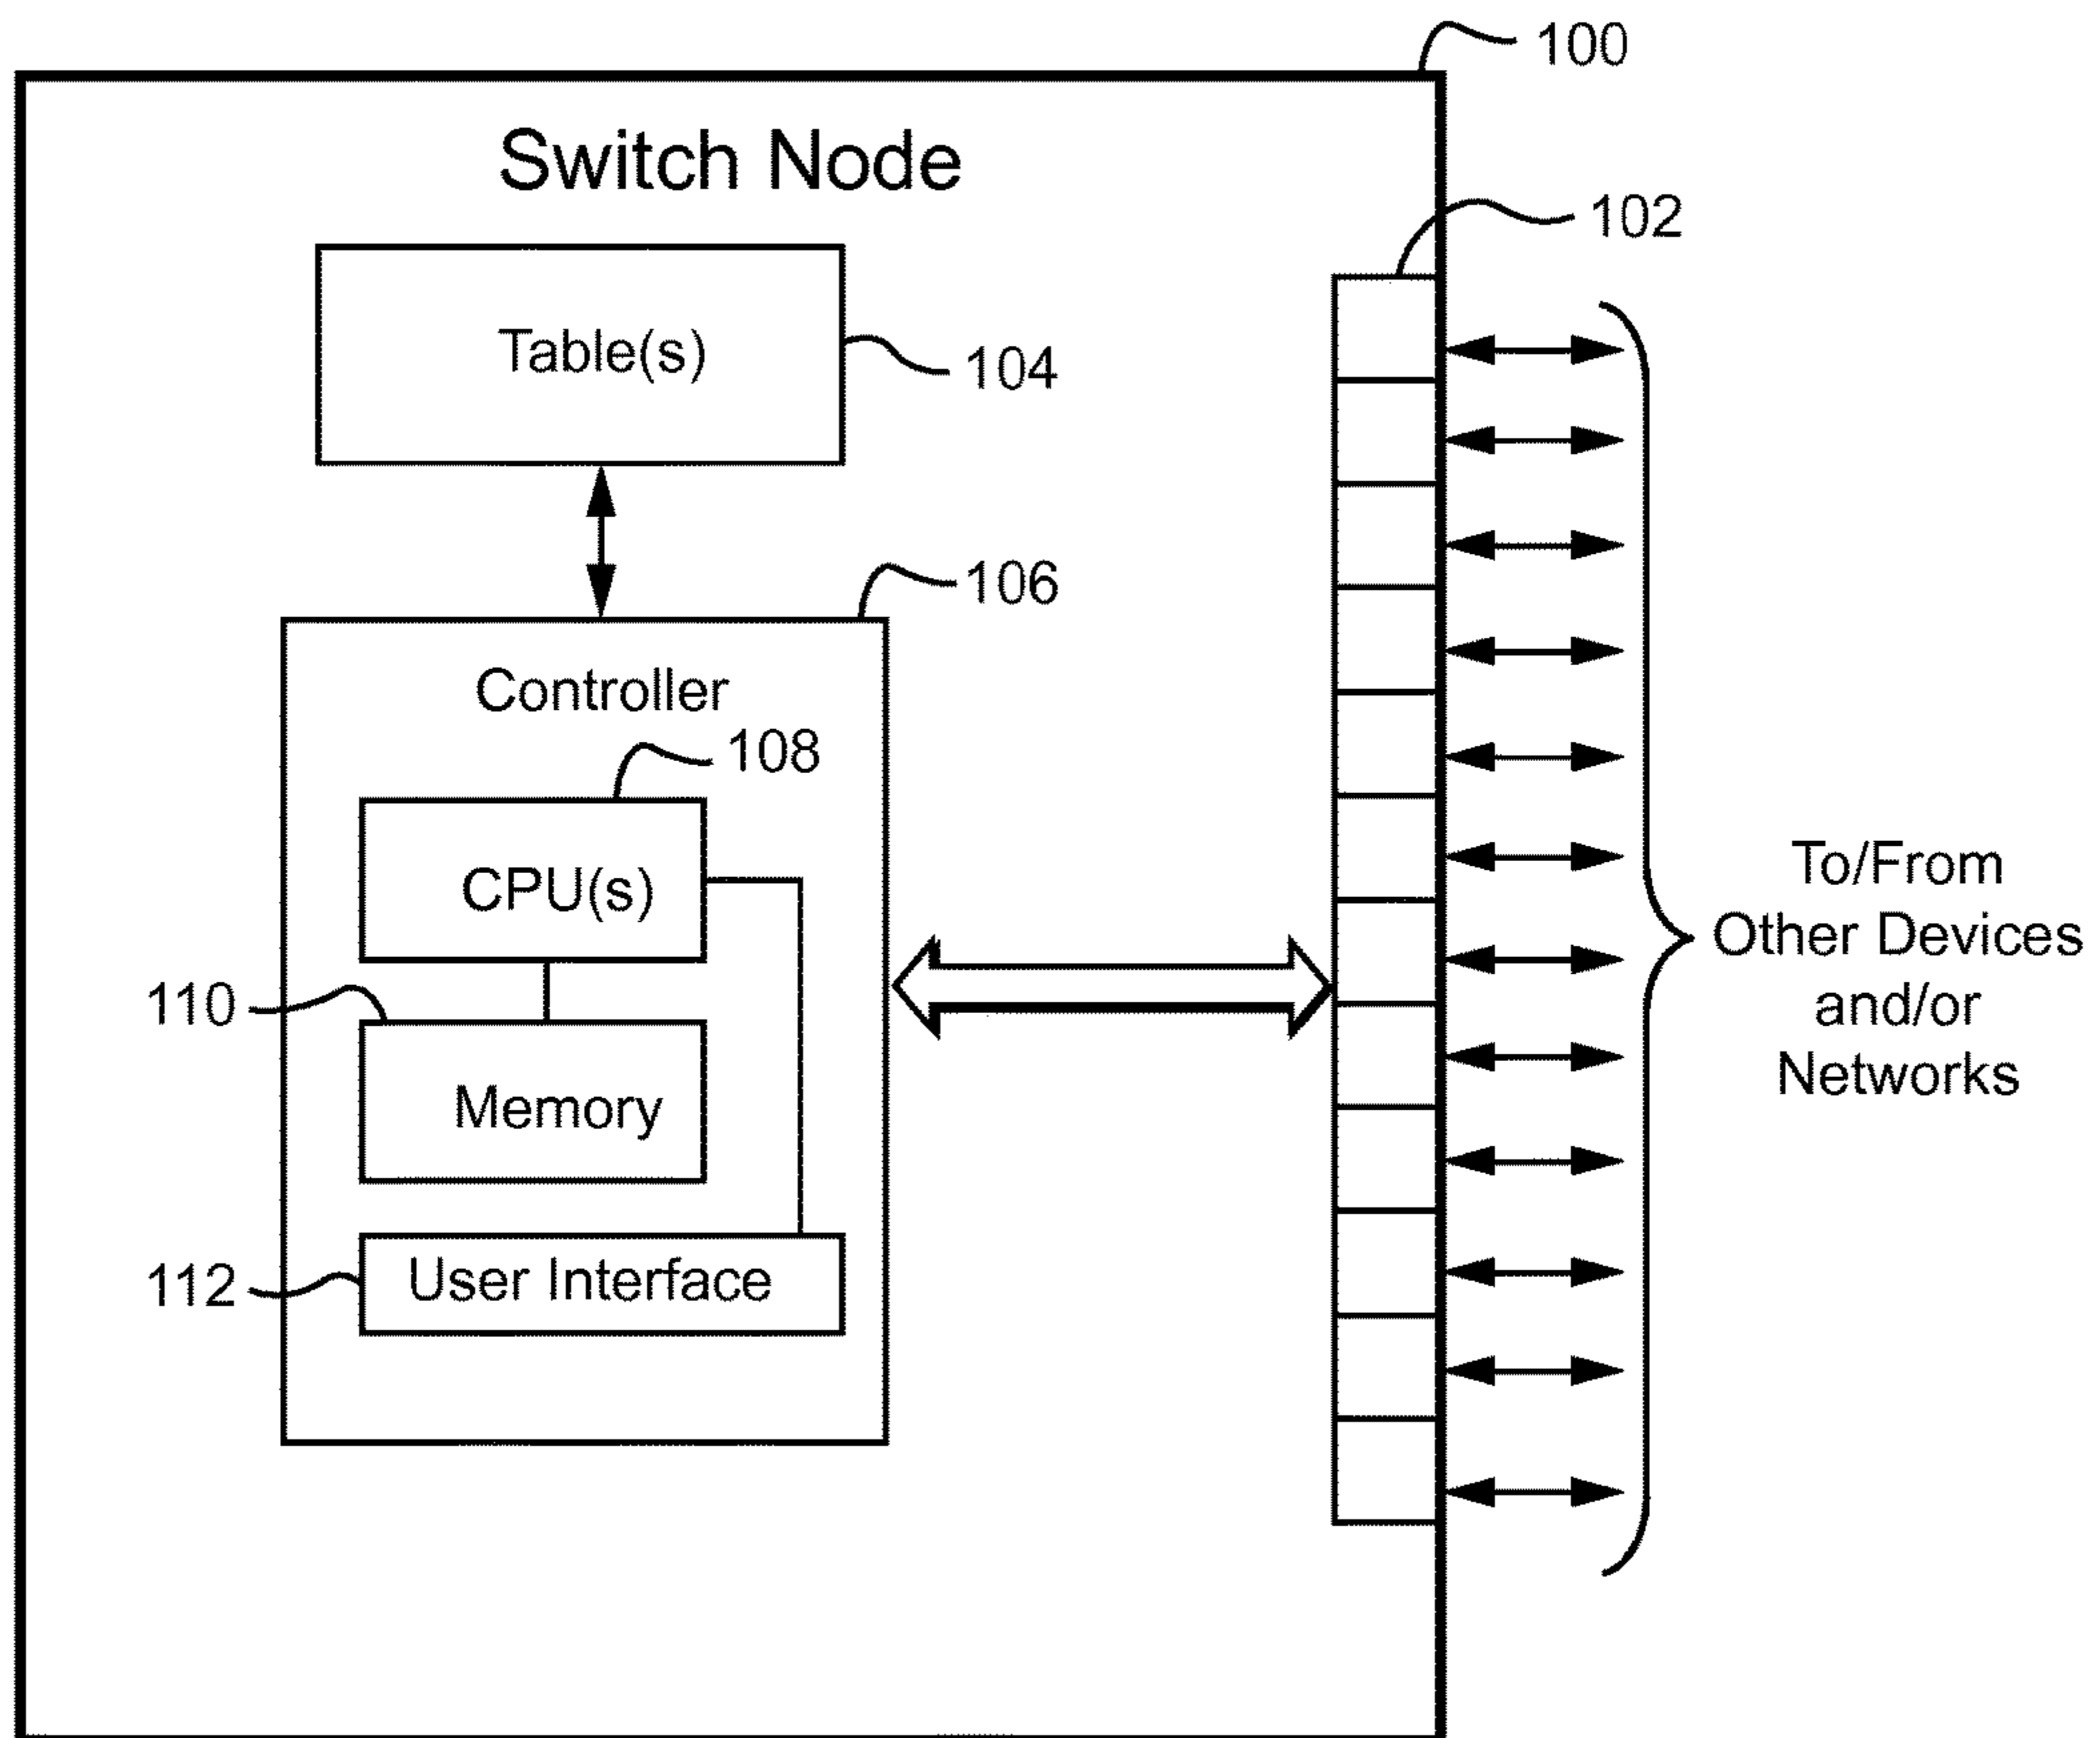 100
Switch Node
102
Table(s)
104
106
Controller
108
CPU(s)
110
Memory
112
User Interface
To/From
Other Devices
and/or
Networks